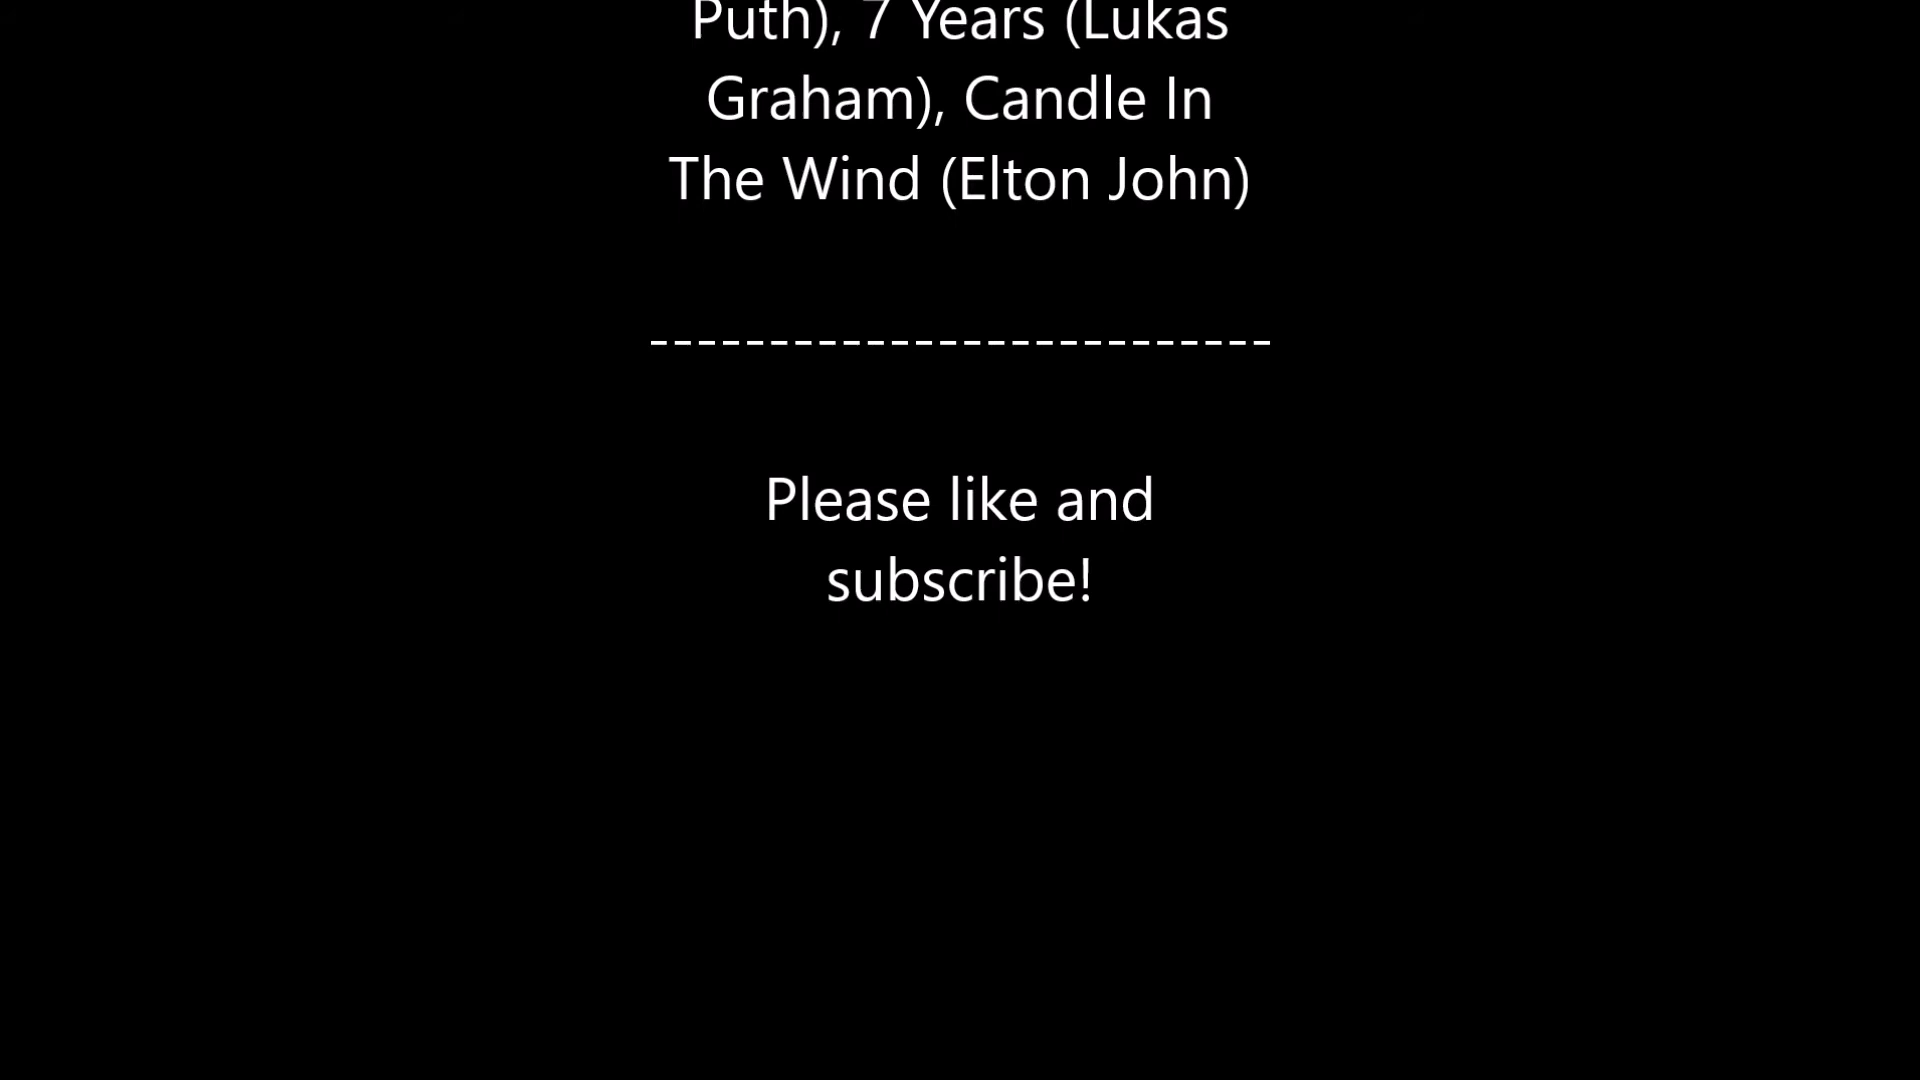 Puth), 7 Years (Lukas
Graham), Candle In
The Wind (Elton John)
--------------------------
Please like and
subscribe!